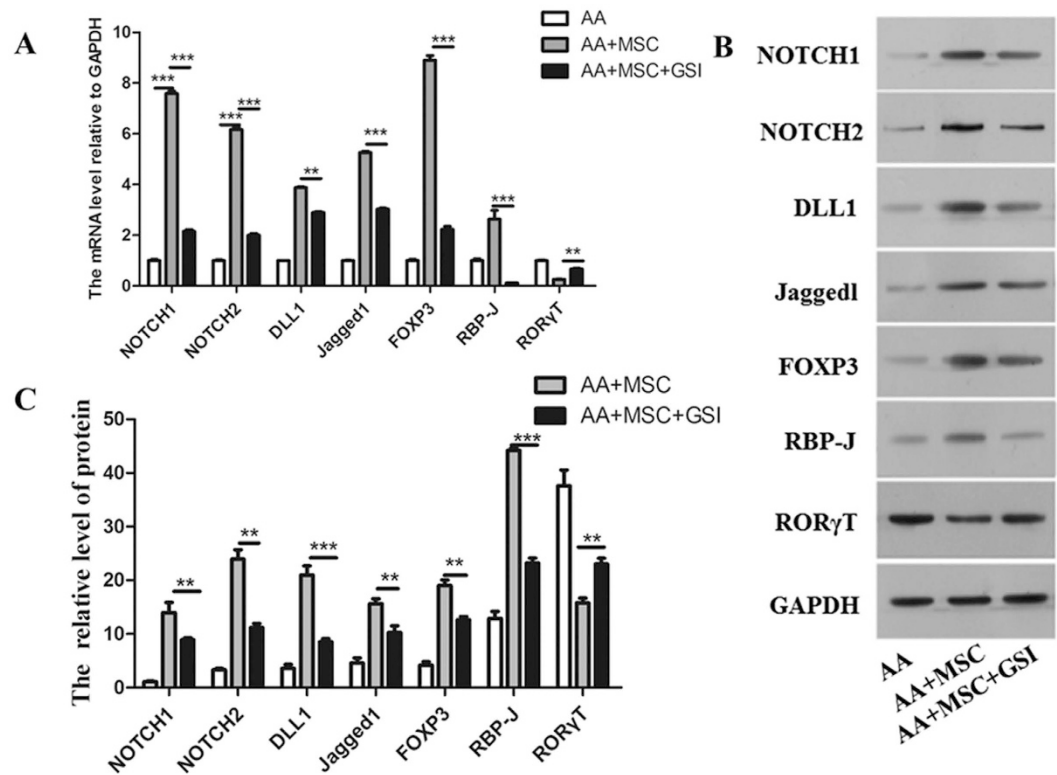 A
The mRNA level relative to GAPDH
10
8
6
4
2
0
AA
AA+MSC
AA+MSC+GSI
*** ***
*** ***
**
***
***
***
**
NOTCH1
NOTCH2
DLL1
Jagged1
FOXP3
RBP-J
RORγT
B
NOTCH1
NOTCH2
DLL1
Jaggedl
FOXP3
RBP-J
RORγT
GAPDH
AA
AA+MSC
AA+MSC+GSI
C
The relative level of protein
50
40
30
20
10
0
AA+MSC
AA+MSC+GSI
**
**
***
**
**
***
**
NOTCH1
NOTCH2
DLL1
Jagged1
FOXP3
RBP-J
RORγT